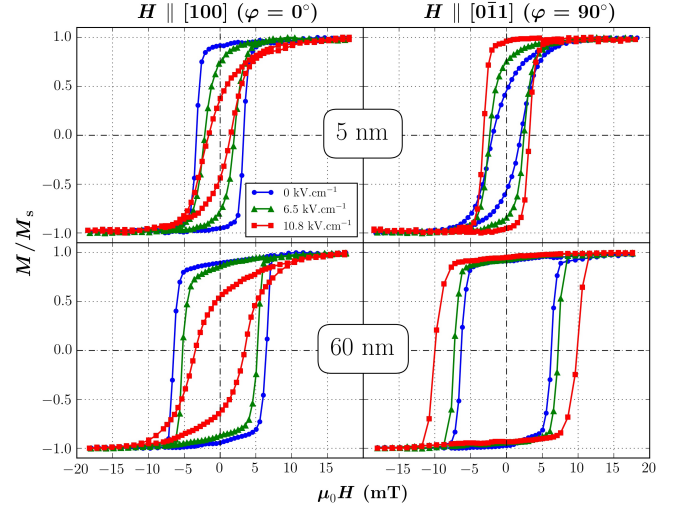 H ∥ [100] (φ = 0°)
H ∥ [01̄1] (φ = 90°)
M/Mₛ
1.0
0.5
0.0
−0.5
−1.0
5 nm
0 kV.cm⁻¹
6.5 kV.cm⁻¹
10.8 kV.cm⁻¹
1.0
0.5
0.0
−0.5
−1.0
60 nm
−20 −15 −10 −5 0 5 10 15
−15 −10 −5 0 5 10 15 20
μ₀H (mT)